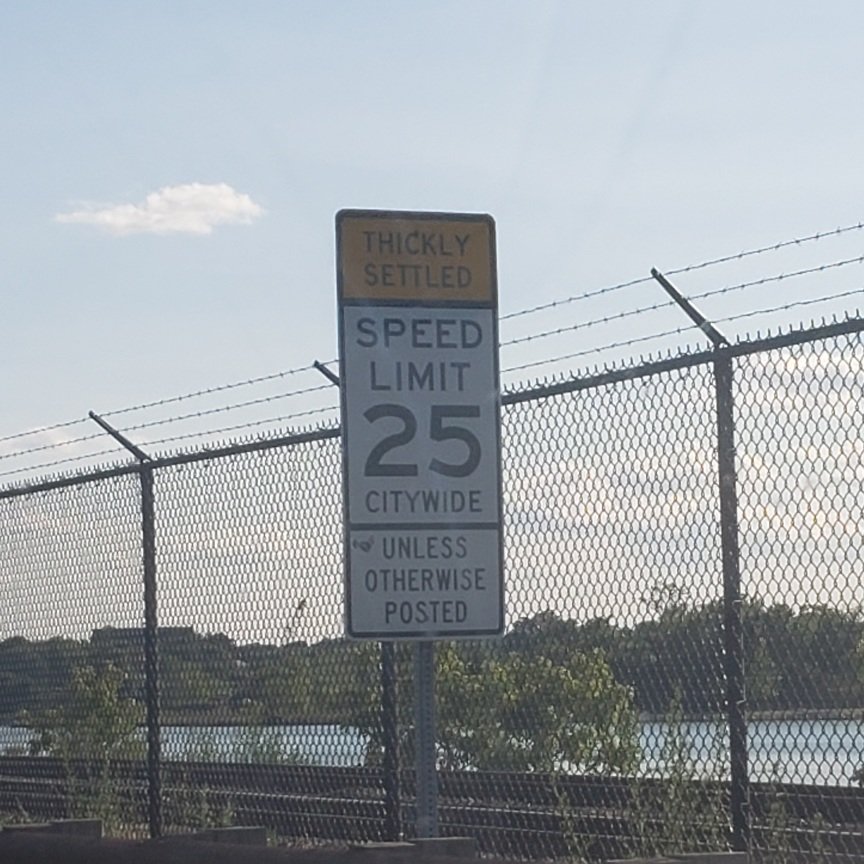 THICKLY
SETTLED
SPEED
LIMIT
25
CITYWIDE
UNLESS
OTHERWISE
POSTED